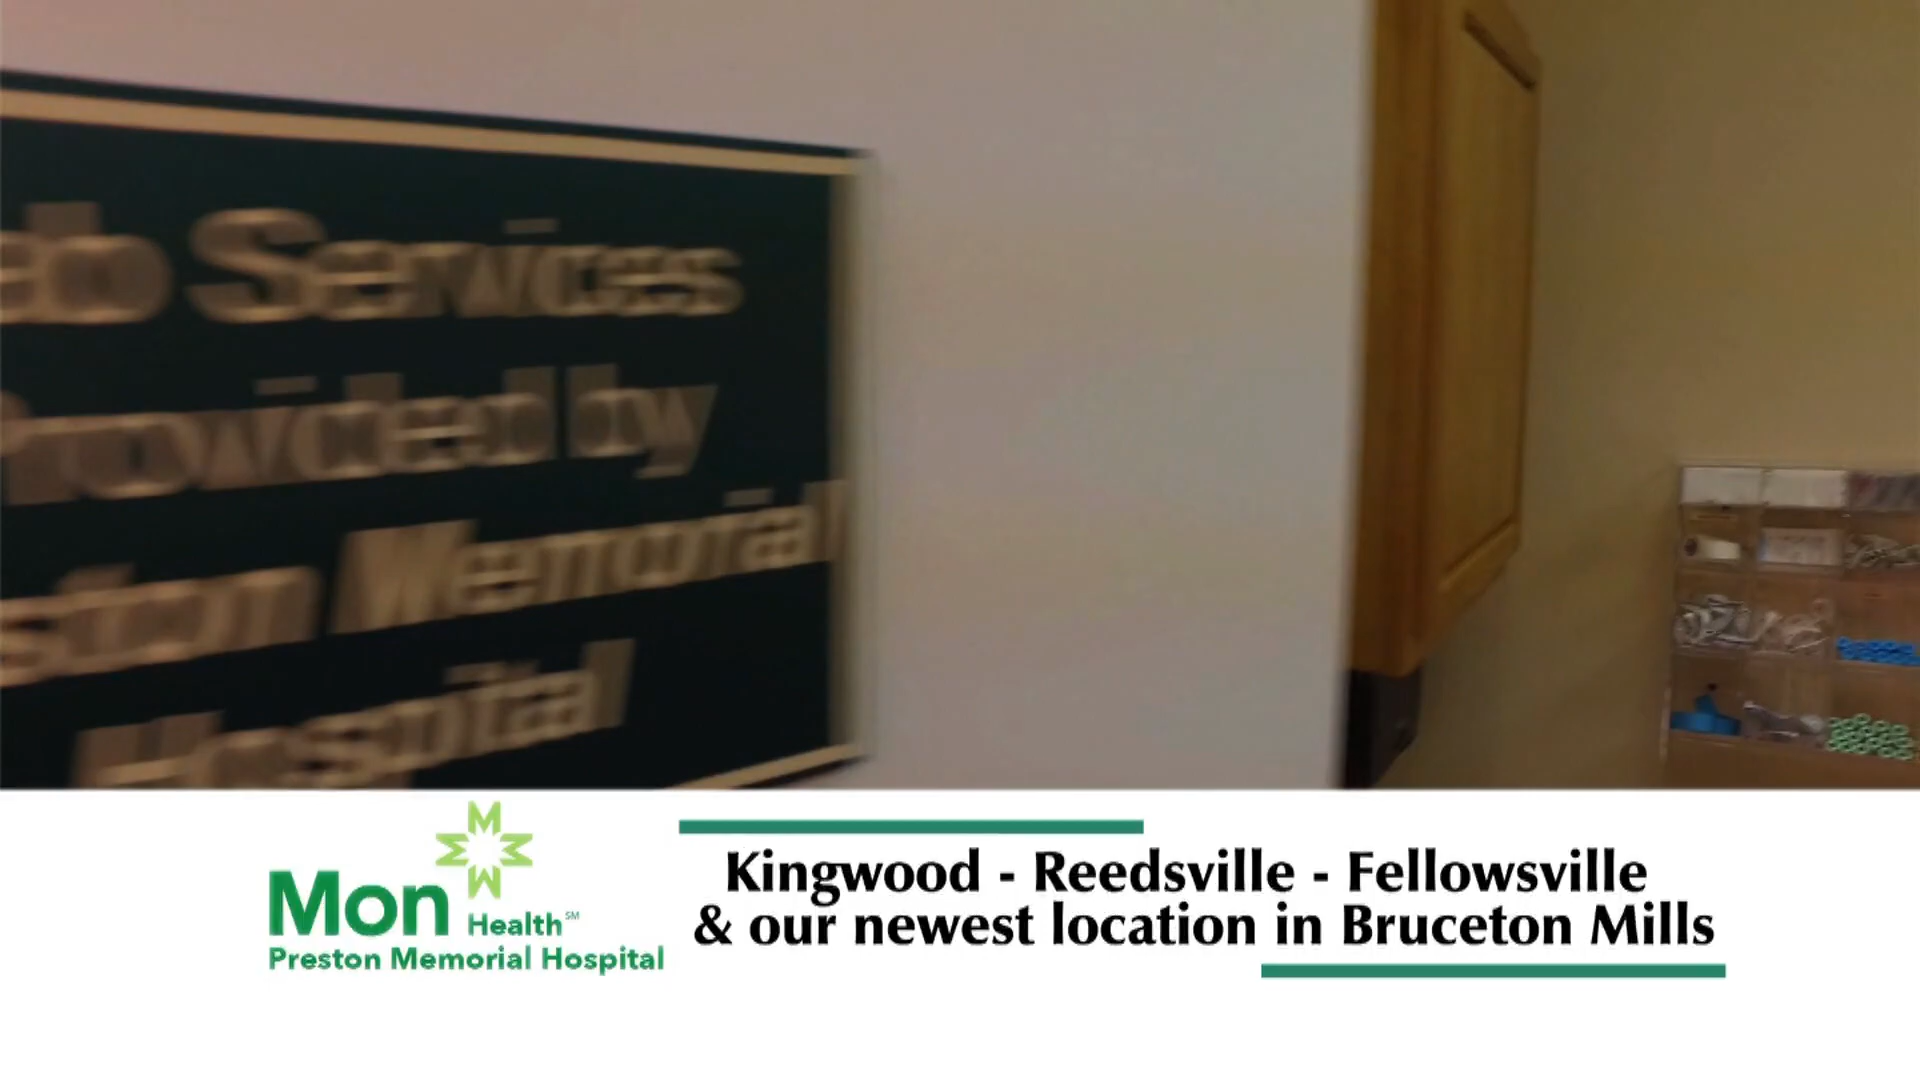 Services
Provided by
Memorial
Hospital
Mon
Health℠
Preston Memorial Hospital
Kingwood - Reedsville - Fellowsville
& our newest location in Bruceton Mills